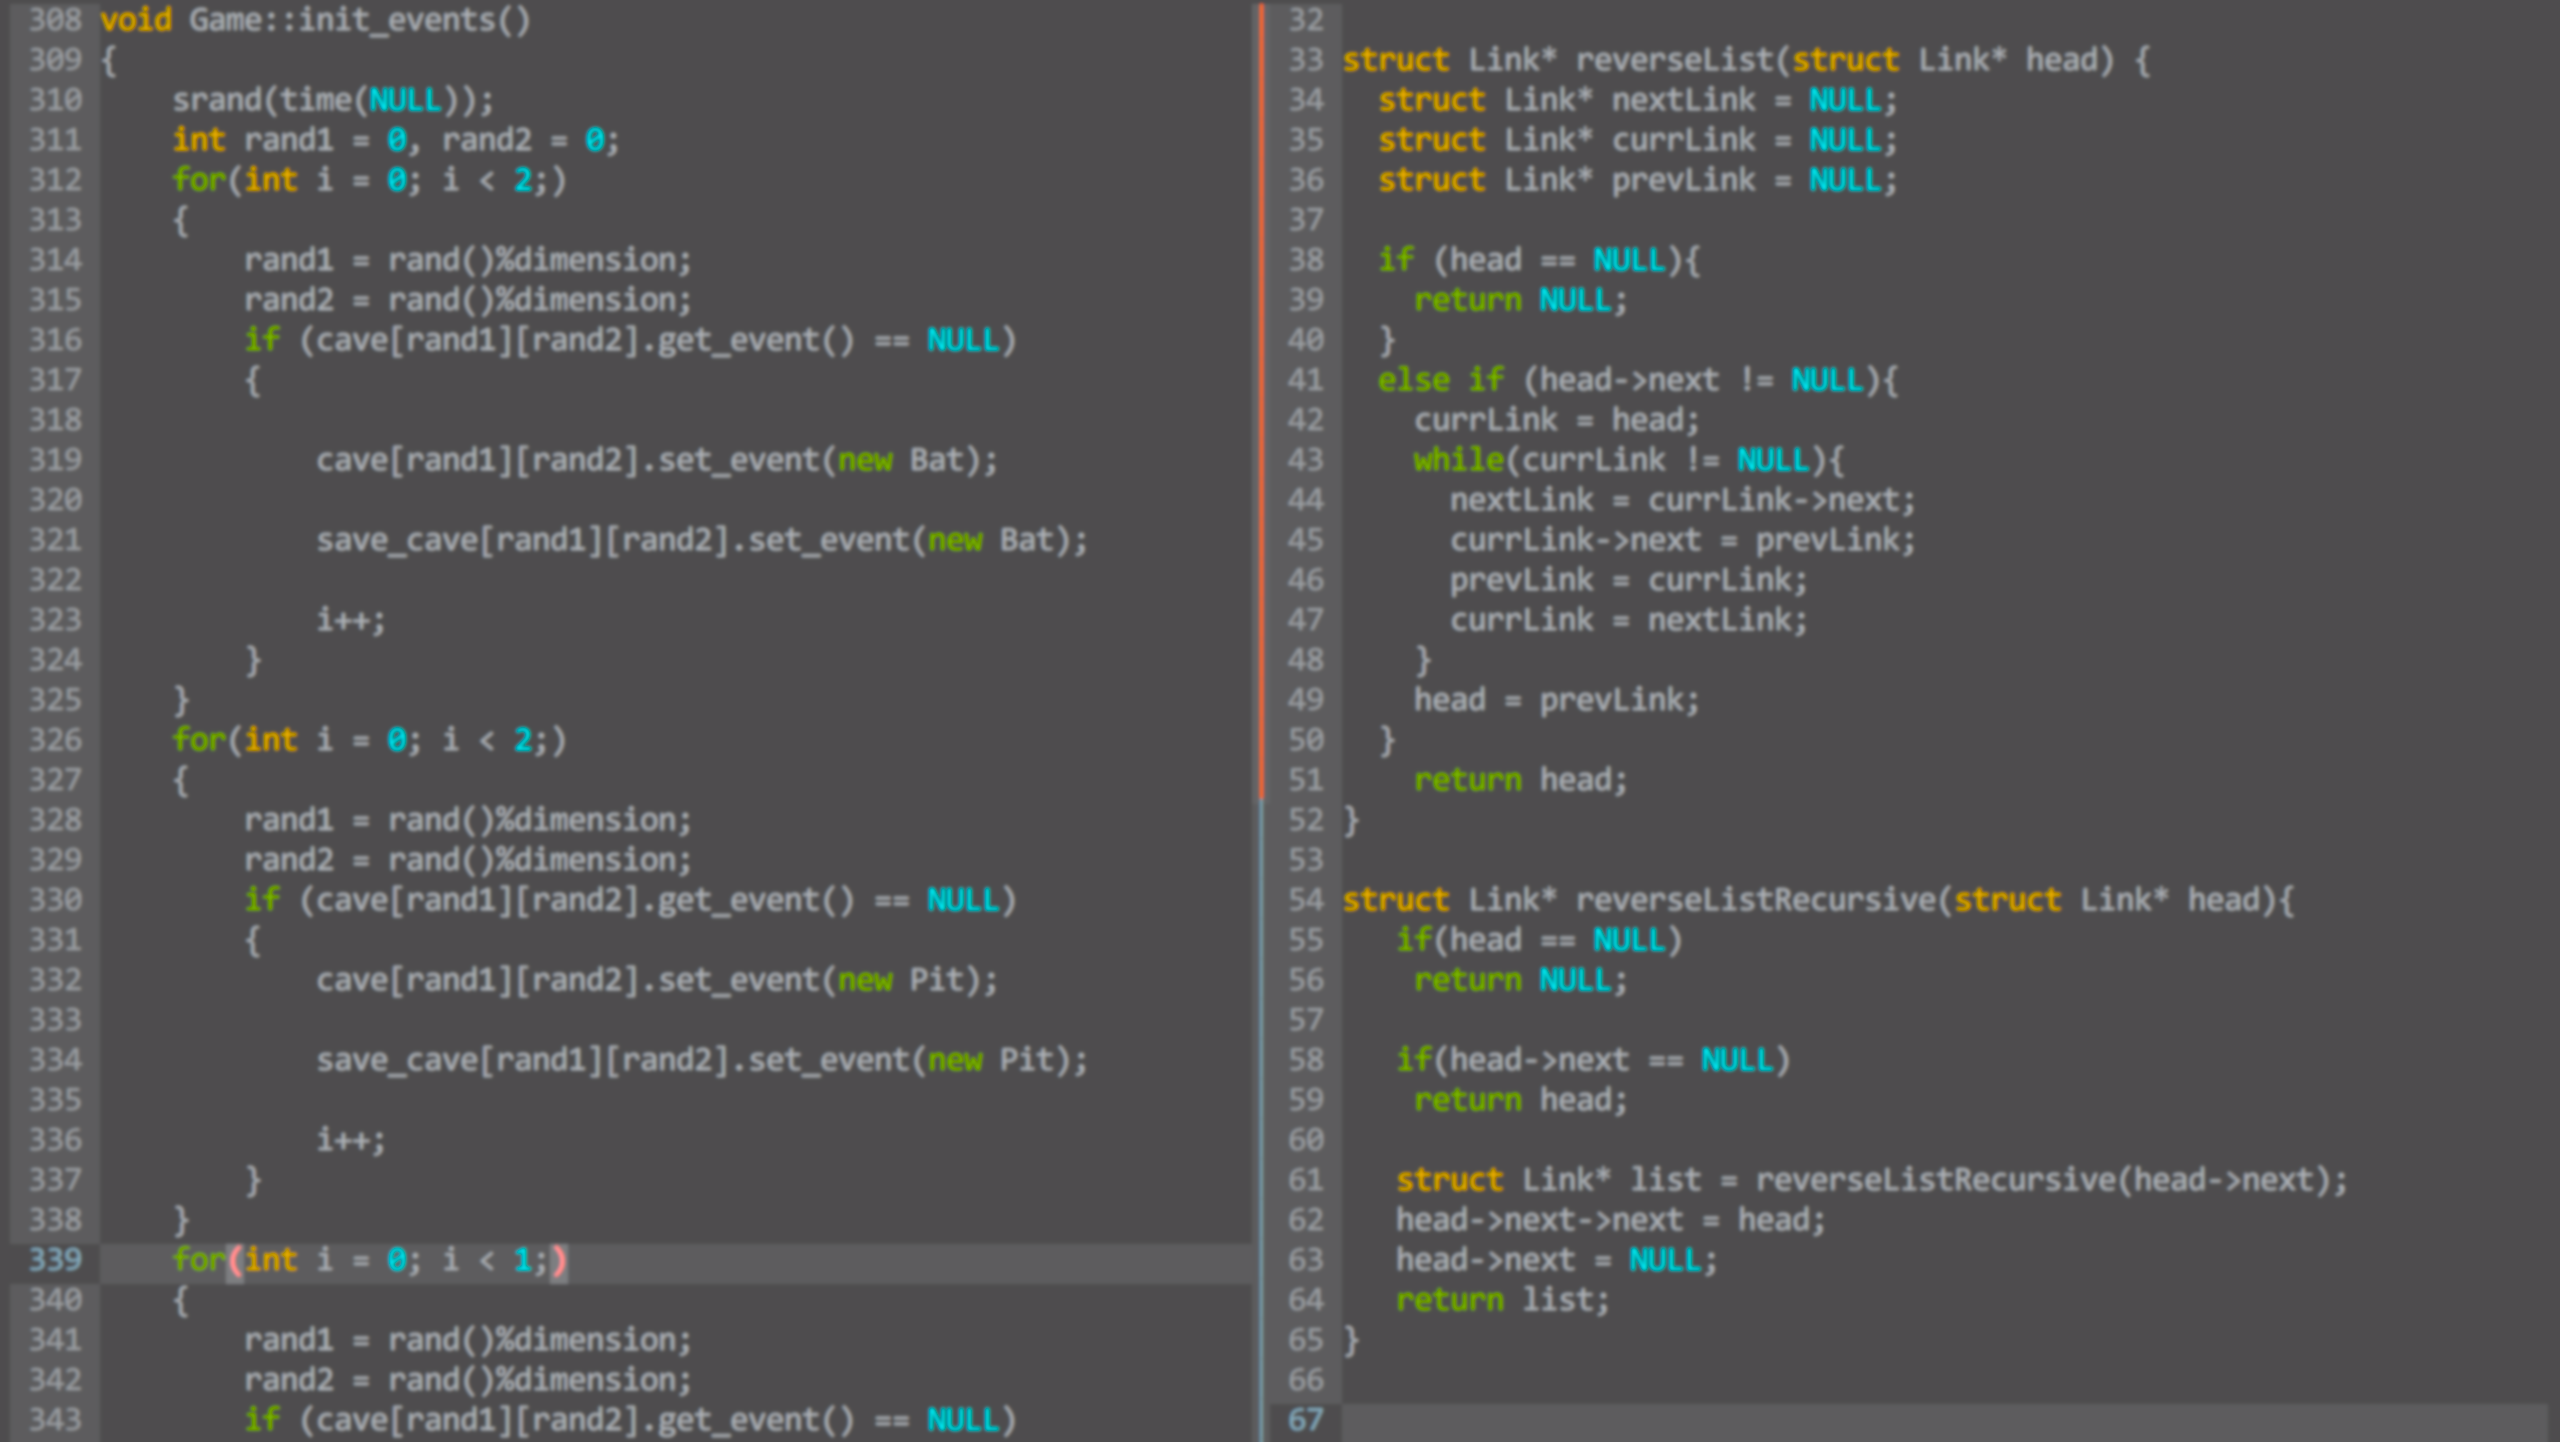 308 void Game::init_events()
309 {
310     srand(time(NULL));
311     int rand1 = 0, rand2 = 0;
312     for(int i = 0; i < 2;)
313     {
314         rand1 = rand()%dimension;
315         rand2 = rand()%dimension;
316         if (cave[rand1][rand2].get_event() == NULL)
317         {
318
319             cave[rand1][rand2].set_event(new Bat);
320
321             save_cave[rand1][rand2].set_event(new Bat);
322
323             i++;
324         }
325     }
326     for(int i = 0; i < 2;)
327     {
328         rand1 = rand()%dimension;
329         rand2 = rand()%dimension;
330         if (cave[rand1][rand2].get_event() == NULL)
331         {
332             cave[rand1][rand2].set_event(new Pit);
333
334             save_cave[rand1][rand2].set_event(new Pit);
335
336             i++;
337         }
338     }
339     for(int i = 0; i < 1;)
340     {
341         rand1 = rand()%dimension;
342         rand2 = rand()%dimension;
343         if (cave[rand1][rand2].get_event() == NULL)
32
33 struct Link* reverseList(struct Link* head) {
34   struct Link* nextLink = NULL;
35   struct Link* currLink = NULL;
36   struct Link* prevLink = NULL;
37
38   if (head == NULL){
39     return NULL;
40   }
41   else if (head->next != NULL){
42     currLink = head;
43     while(currLink != NULL){
44       nextLink = currLink->next;
45       currLink->next = prevLink;
46       prevLink = currLink;
47       currLink = nextLink;
48     }
49     head = prevLink;
50   }
51     return head;
52 }
53
54 struct Link* reverseListRecursive(struct Link* head){
55    if(head == NULL)
56     return NULL;
57
58    if(head->next == NULL)
59     return head;
60
61    struct Link* list = reverseListRecursive(head->next);
62    head->next->next = head;
63    head->next = NULL;
64    return list;
65 }
66
67